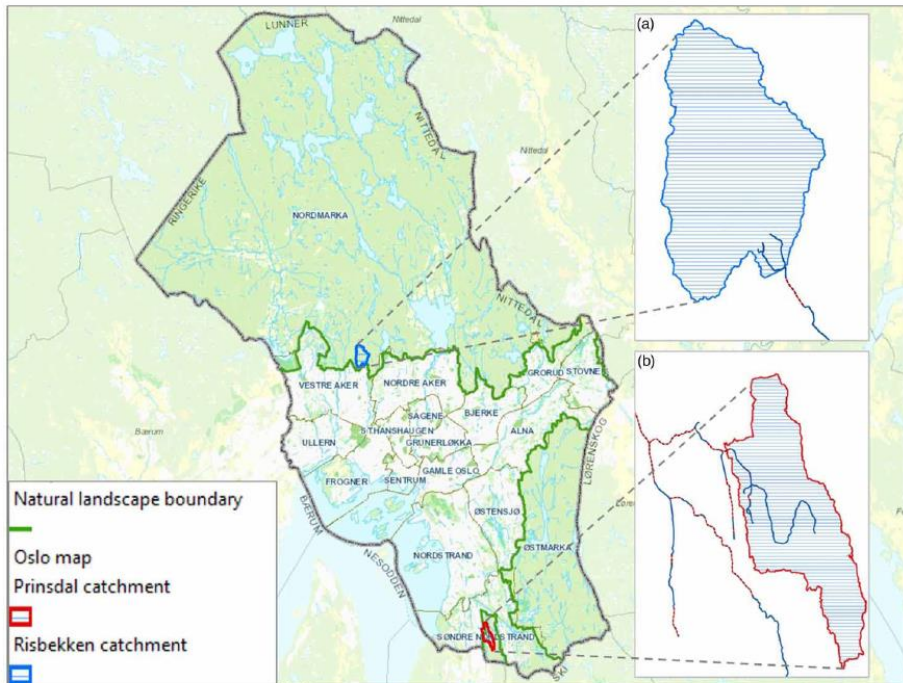 Nittedal
LUNNER
(a)
NITTEDAL
Nittedal
RINGERIKE
NORDMARKA
NITTEDAL
GRORUD STOVNE
VESTRE AKER
NORDRE AKER
BJERKE
SAGENE
ST.HANSHAUGEN
ALNA
ULLERN
GRUNERLØKKA
Bærum
GAMLE OSLO
LØRENSKOG
FROGNER
SENTRUM
BÆRUM
ØSTENSJØ
ØSTMARKA
NORDSTRAND
NESODDEN
SØNDRE NORDSTRAND
SKI
(b)
Natural landscape boundary
Oslo map
Prinsdal catchment
Risbekken catchment